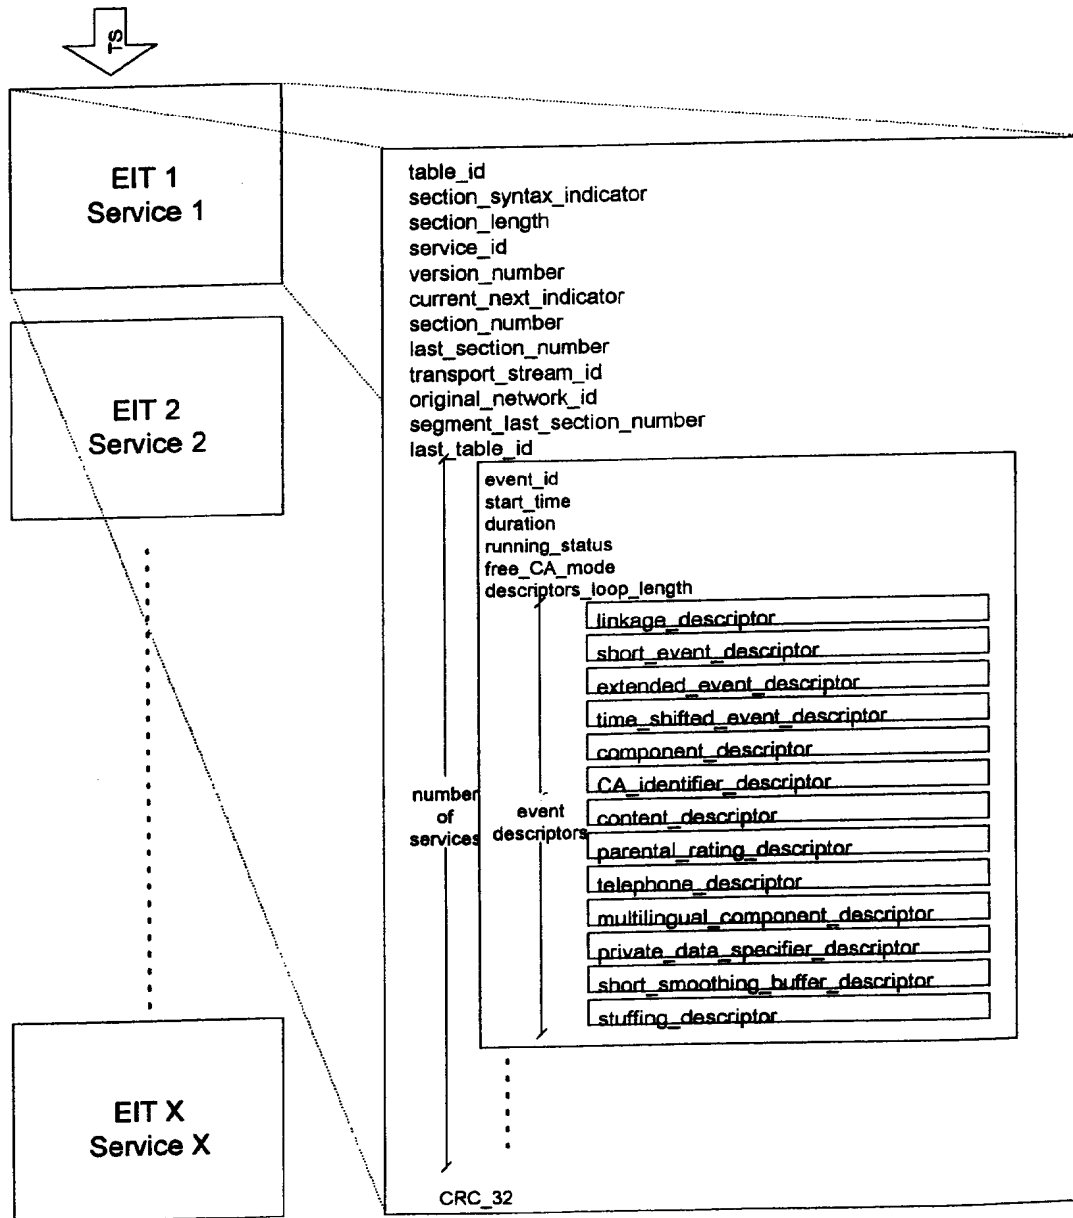 TS
EIT 1
Service 1
EIT 2
Service 2
EIT X
Service X
table_id
section_syntax_indicator
section_length
service_id
version_number
current_next_indicator
section_number
last_section_number
transport_stream_id
original_network_id
segment_last_section_number
last_table_id
event_id
start_time
duration
running_status
free_CA_mode
descriptors_loop_length
linkage_descriptor
short_event_descriptor
extended_event_descriptor
time_shifted_event_descriptor
component_descriptor
CA_identifier_descriptor
content_descriptor
parental_rating_descriptor
telephone_descriptor
multilingual_component_descriptor
private_data_specifier_descriptor
short_smoothing_buffer_descriptor
stuffing_descriptor
number
of
services
event
descriptors
CRC_32